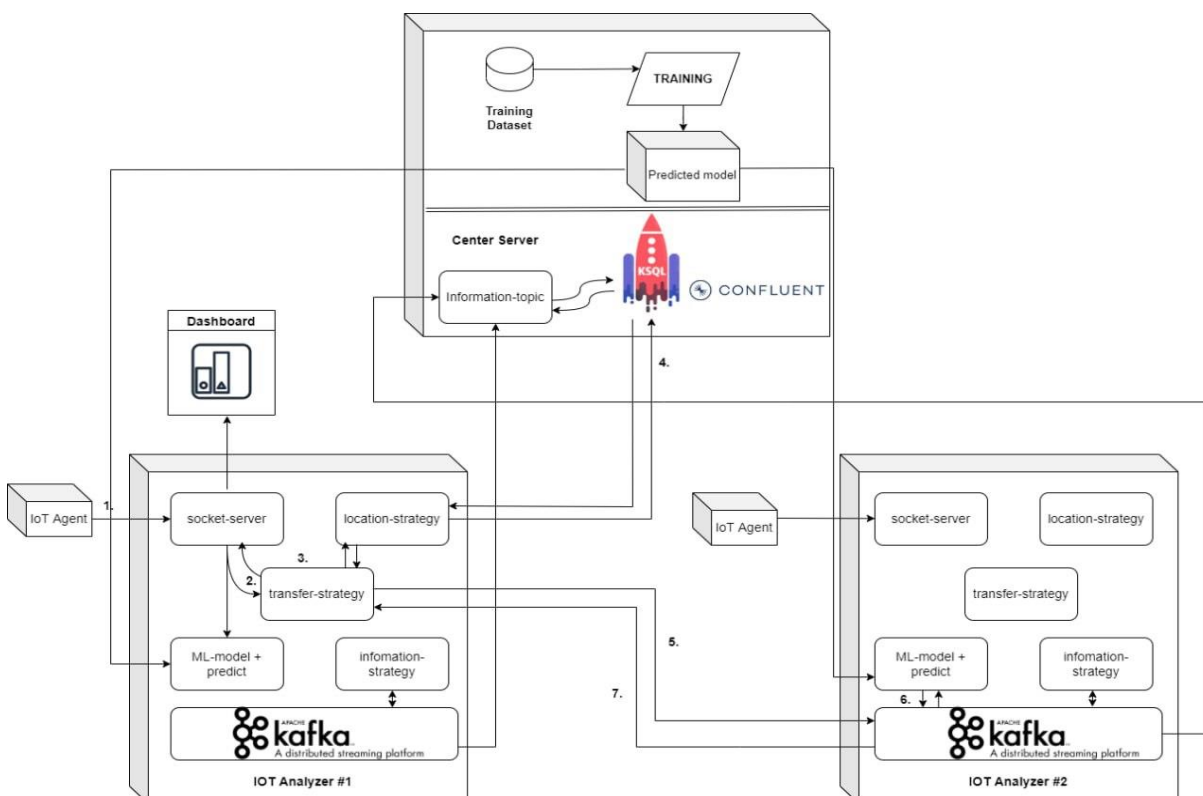 Training
Dataset
TRAINING
Predicted model
Center Server
Information-topic
KSQL
CONFLUENT
4.
Dashboard
IoT Agent
1.
socket-server
location-strategy
2.
3.
transfer-strategy
ML-model +
predict
infomation-
strategy
APACHE
kafka
A distributed streaming platform
IOT Analyzer #1
5.
7.
IoT Agent
socket-server
location-strategy
transfer-strategy
ML-model +
predict
infomation-
strategy
6.
APACHE
kafka
A distributed streaming platform
IOT Analyzer #2